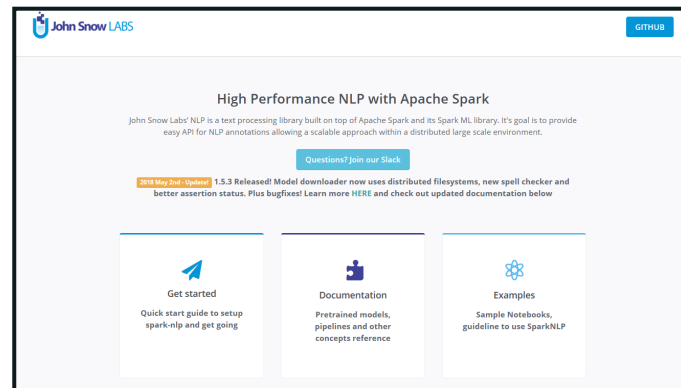 John Snow LABS
GITHUB
High Performance NLP with Apache Spark
John Snow Labs' NLP is a text processing library built on top of Apache Spark and its Spark ML library. It's goal is to provide
easy API for NLP annotations allowing a scalable approach within a distributed large scale environment.
Questions? Join our Slack
2018 May 2nd - Update! 1.5.3 Released! Model downloader now uses distributed filesystems, new spell checker and
better assertion status. Plus bugfixes! Learn more HERE and check out updated documentation below
Get started
Quick start guide to setup
spark-nlp and get going
Documentation
Pretrained models,
pipelines and other
concepts reference
Examples
Sample Notebooks,
guideline to use SparkNLP